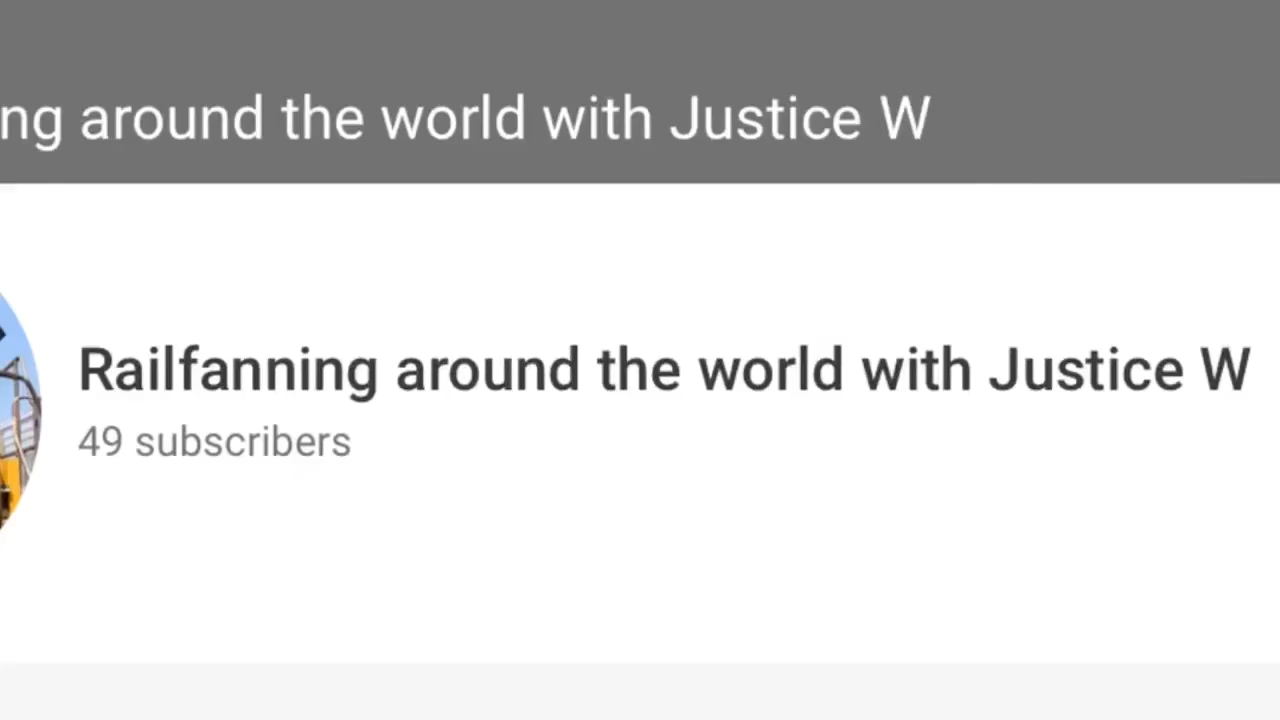 ng around the world with Justice W
Railfanning around the world with Justice W
49 subscribers